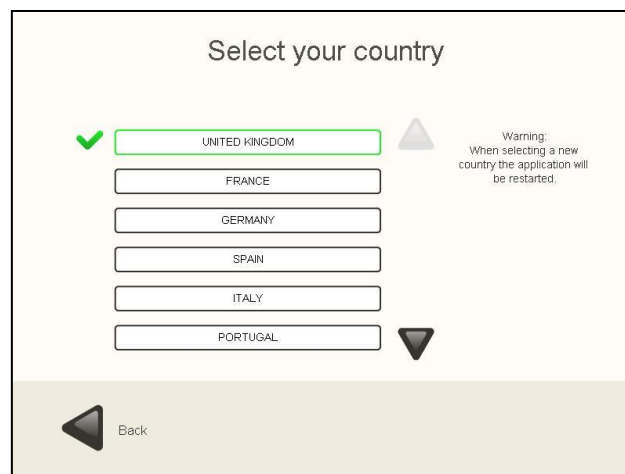 Select your country
UNITED KINGDOM
FRANCE
GERMANY
SPAIN
ITALY
PORTUGAL
Warning:
When selecting a new
country the application will
be restarted.
Back